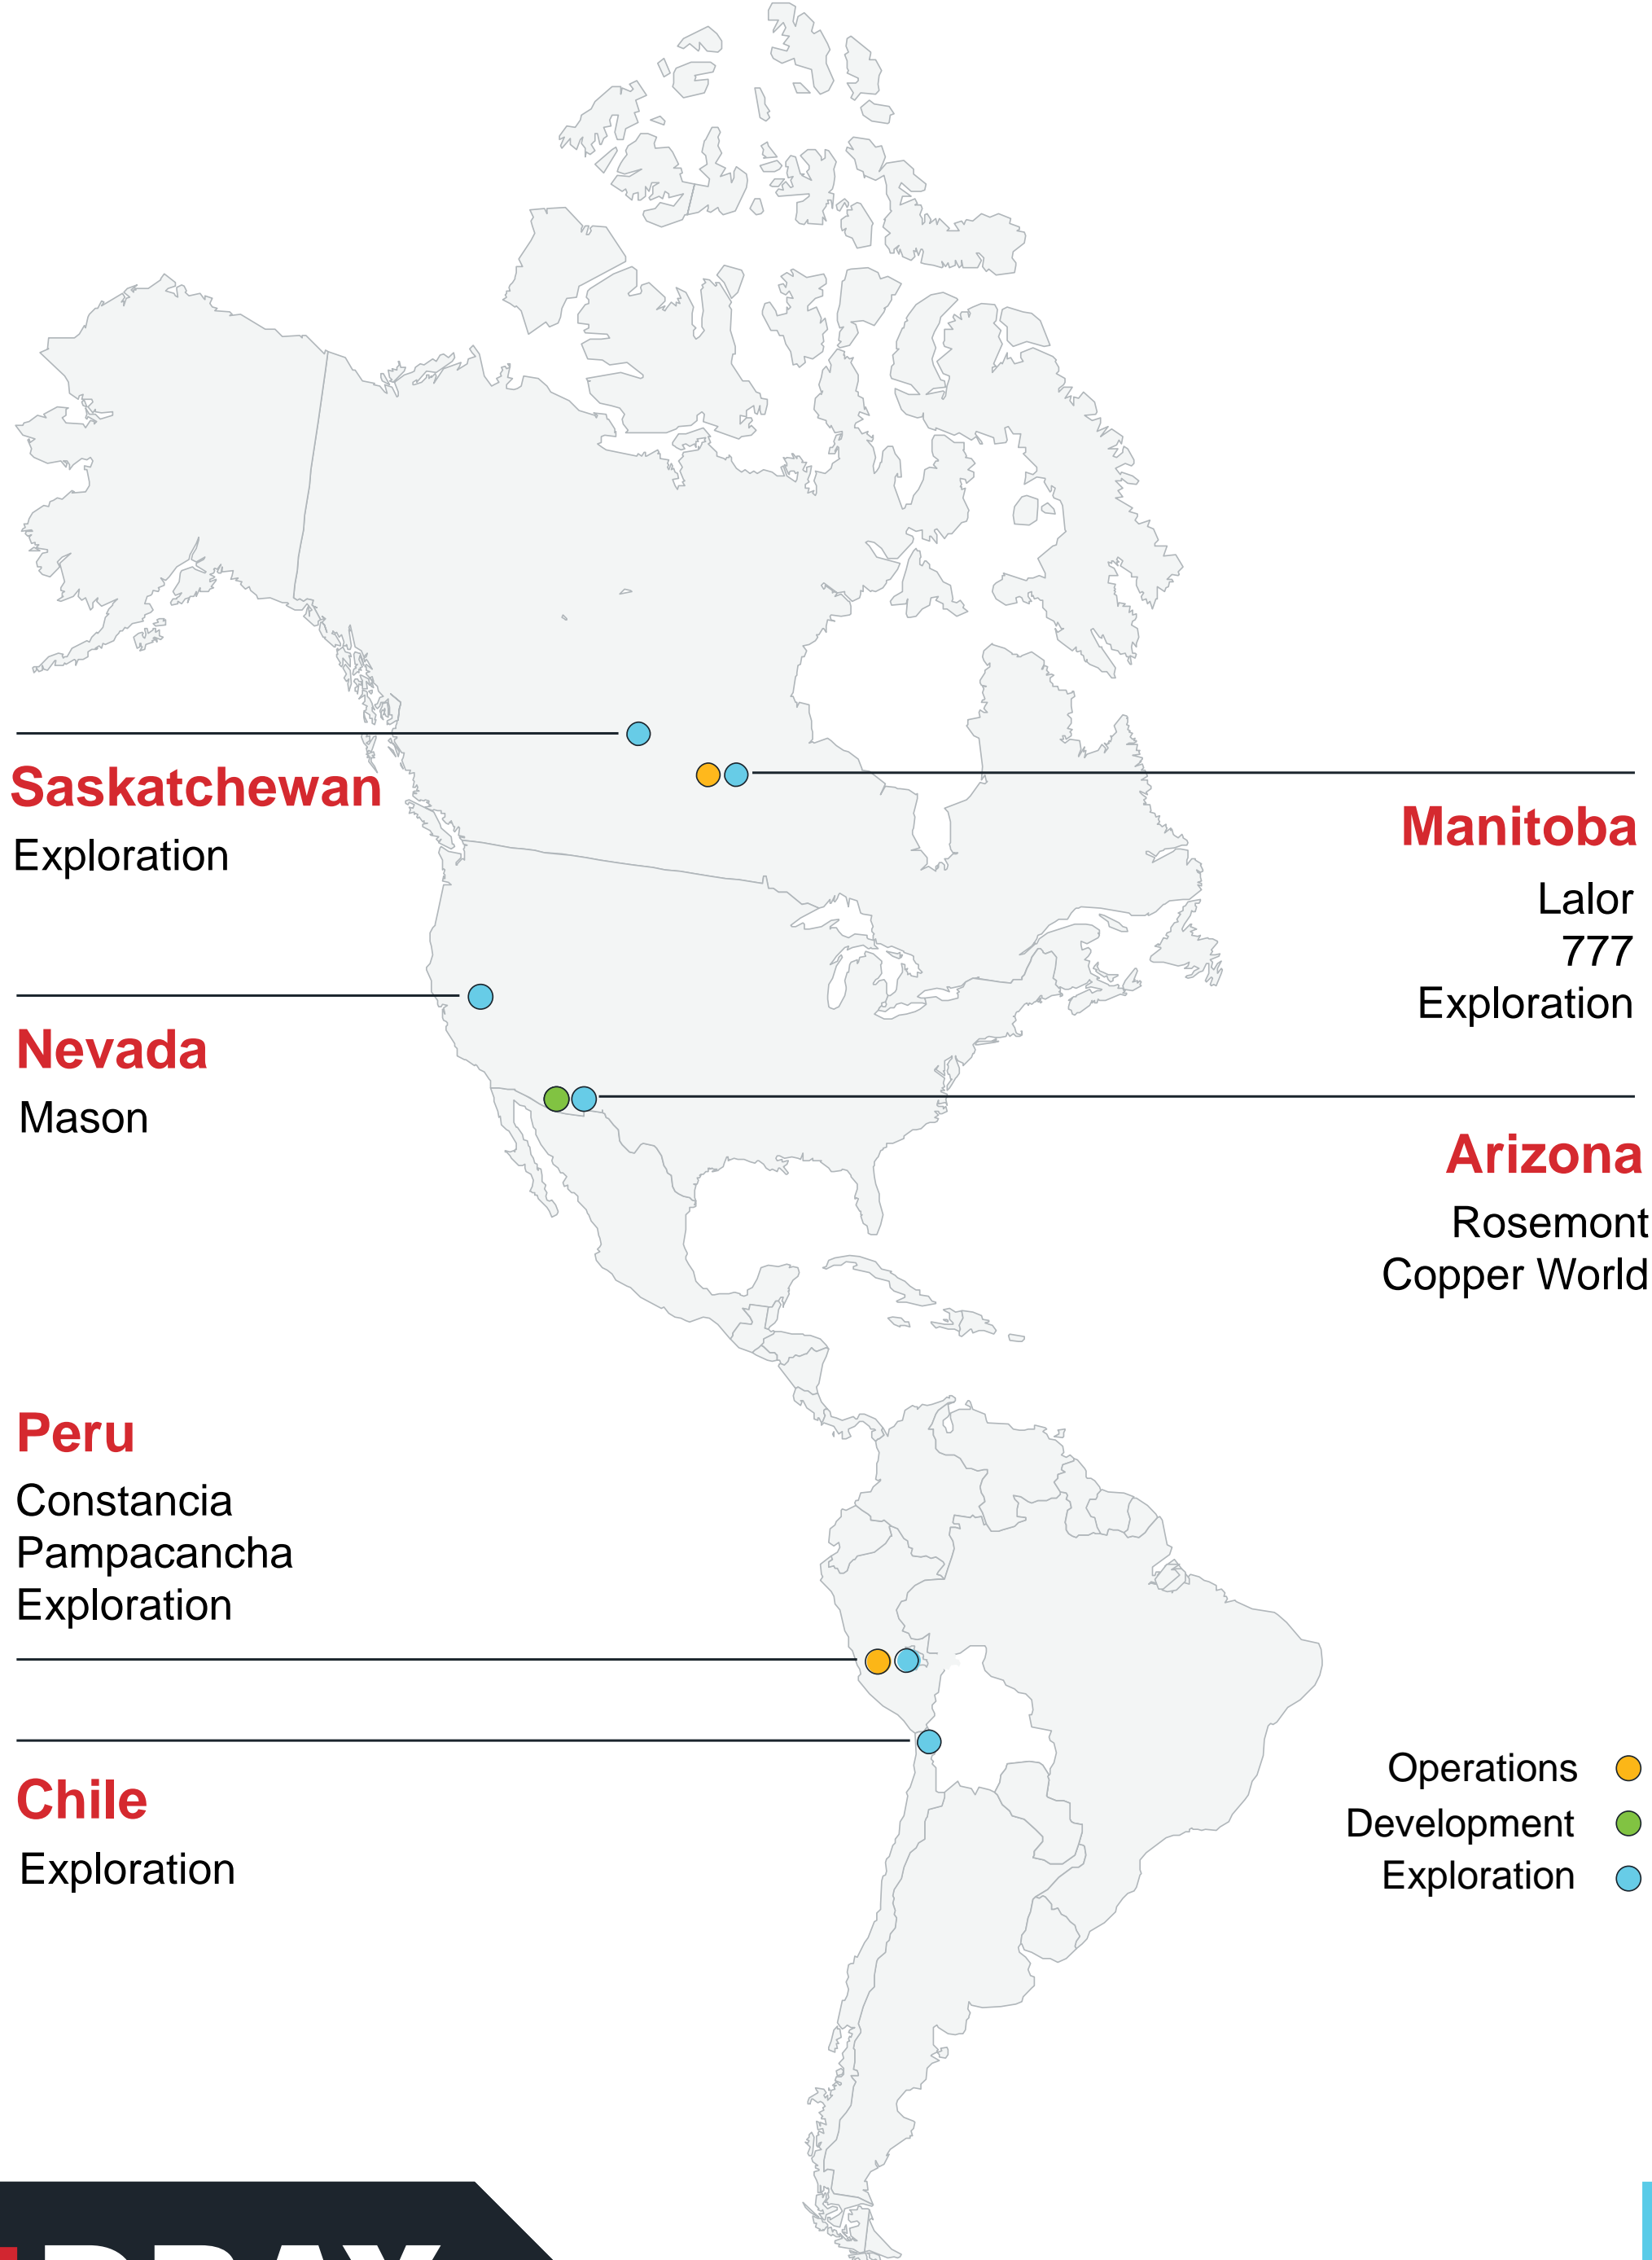 Saskatchewan
Exploration
Manitoba
Lalor
777
Exploration
Nevada
Mason
Arizona
Rosemont
Copper World
Peru
Constancia
Pampacancha
Exploration
Chile
Exploration
Operations
Development
Exploration